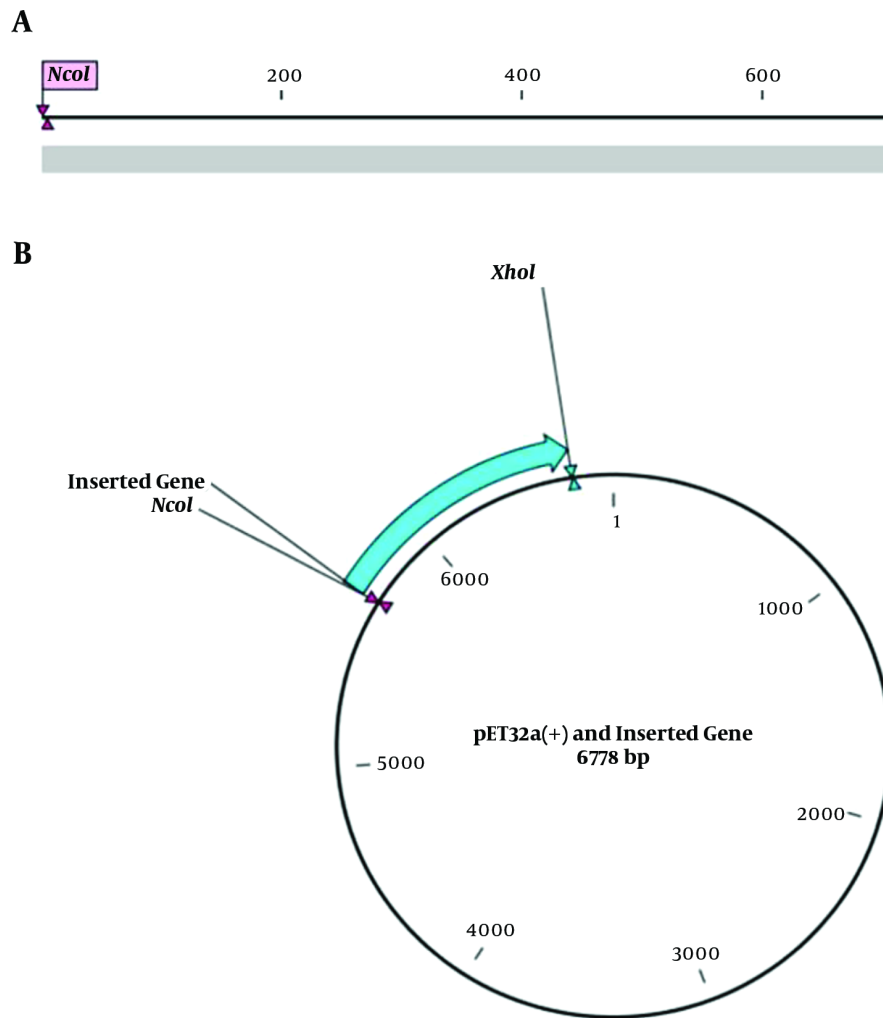 A
NcoI
200 400 600
B
XhoI
Inserted Gene
NcoI
1
6000
1000
pET32a(+) and Inserted Gene
6778 bp
5000
2000
4000
3000